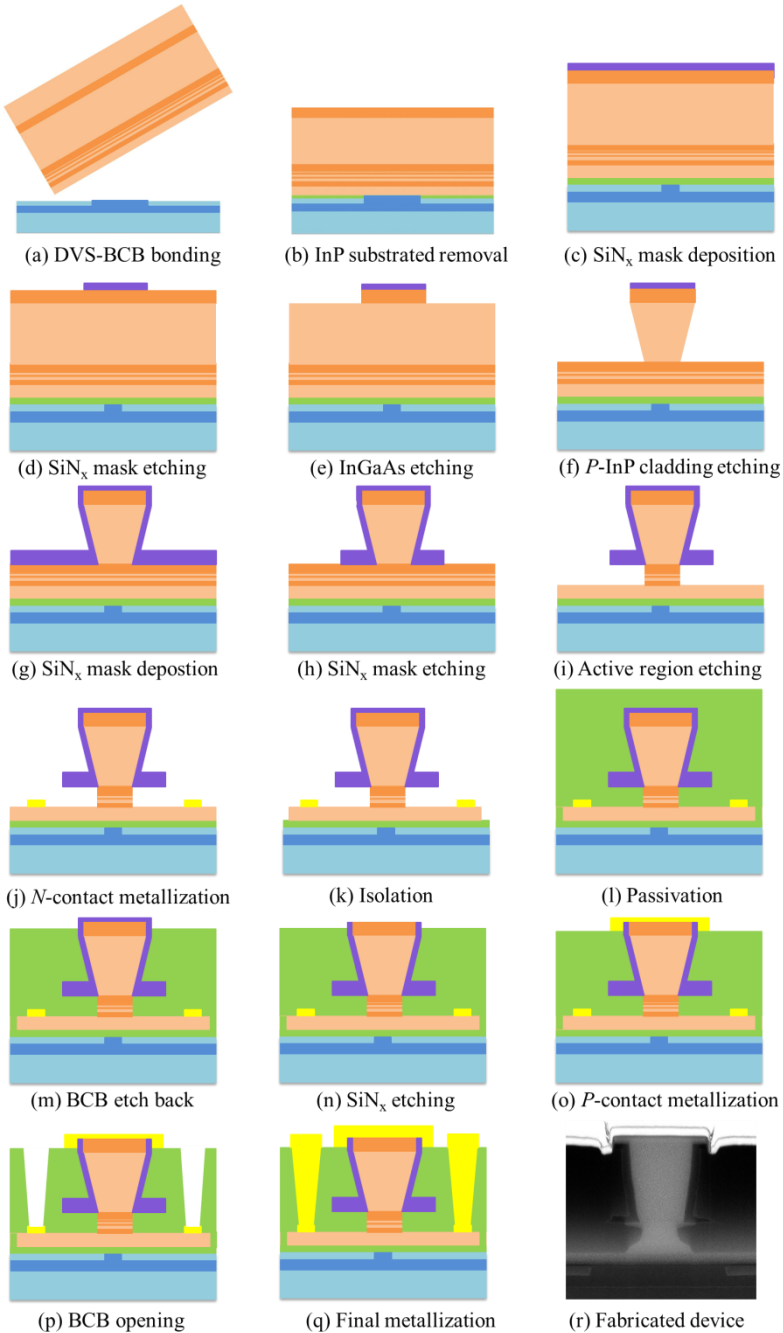 (a) DVS-BCB bonding
(b) InP substrated removal
(c) SiNₓ mask deposition
(d) SiNₓ mask etching
(e) InGaAs etching
(f) P-InP cladding etching
(g) SiNₓ mask depostion
(h) SiNₓ mask etching
(i) Active region etching
(j) N-contact metallization
(k) Isolation
(l) Passivation
(m) BCB etch back
(n) SiNₓ etching
(o) P-contact metallization
(p) BCB opening
(q) Final metallization
(r) Fabricated device